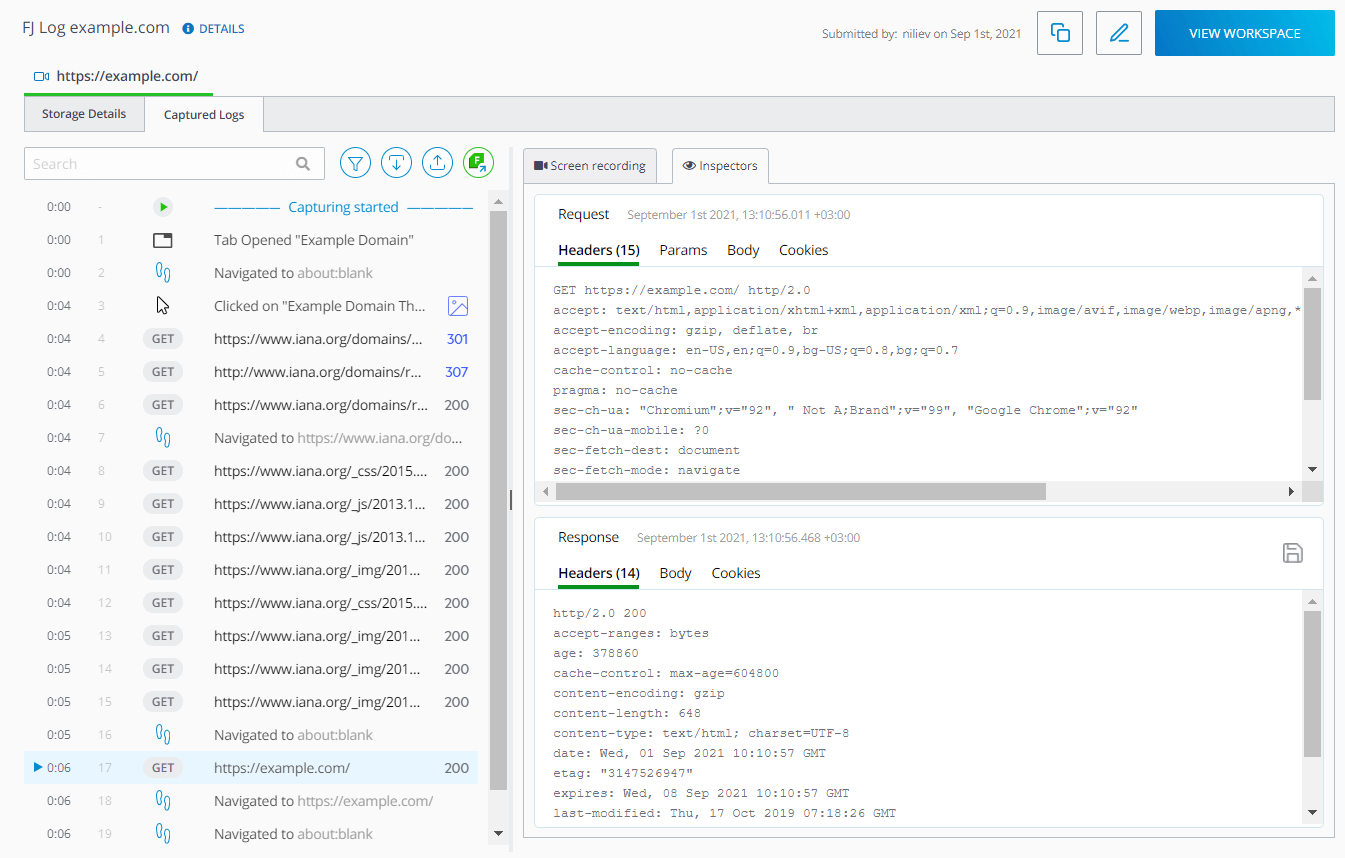 FJ Log example.com DETAILS
Submitted by: niliev on Sep 1st, 2021
VIEW WORKSPACE
https://example.com/
Storage Details Captured Logs
Search
0:00 - Capturing started
0:00 1 Tab Opened "Example Domain"
0:00 2 Navigated to about:blank
0:04 3 Clicked on "Example Domain Th...
0:04 4 GET https://www.iana.org/domains/... 301
0:04 5 GET http://www.iana.org/domains/r... 307
0:04 6 GET https://www.iana.org/domains/r... 200
0:04 7 Navigated to https://www.iana.org/do...
0:04 8 GET https://www.iana.org/_css/2015.... 200
0:04 9 GET https://www.iana.org/_js/2013.1... 200
0:04 10 GET https://www.iana.org/_js/2013.1... 200
0:04 11 GET https://www.iana.org/_img/201... 200
0:04 12 GET https://www.iana.org/_css/2015.... 200
0:05 13 GET https://www.iana.org/_img/201... 200
0:05 14 GET https://www.iana.org/_img/201... 200
0:05 15 GET https://www.iana.org/_img/201... 200
0:05 16 Navigated to about:blank
0:06 17 GET https://example.com/ 200
0:06 18 Navigated to https://example.com/
0:06 19 Navigated to about:blank
Screen recording Inspectors
Request September 1st 2021, 13:10:56.011 +03:00
Headers (15) Params Body Cookies
GET https://example.com/ http/2.0
accept: text/html,application/xhtml+xml,application/xml;q=0.9,image/avif,image/webp,image/apng,*
accept-encoding: gzip, deflate, br
accept-language: en-US,en;q=0.9,bg-US;q=0.8,bg;q=0.7
cache-control: no-cache
pragma: no-cache
sec-ch-ua: "Chromium";v="92", " Not A;Brand";v="99", "Google Chrome";v="92"
sec-ch-ua-mobile: ?0
sec-fetch-dest: document
sec-fetch-mode: navigate
Response September 1st 2021, 13:10:56.468 +03:00
Headers (14) Body Cookies
http/2.0 200
accept-ranges: bytes
age: 378860
cache-control: max-age=604800
content-encoding: gzip
content-length: 648
content-type: text/html; charset=UTF-8
date: Wed, 01 Sep 2021 10:10:57 GMT
etag: "3147526947"
expires: Wed, 08 Sep 2021 10:10:57 GMT
last-modified: Thu, 17 Oct 2019 07:18:26 GMT